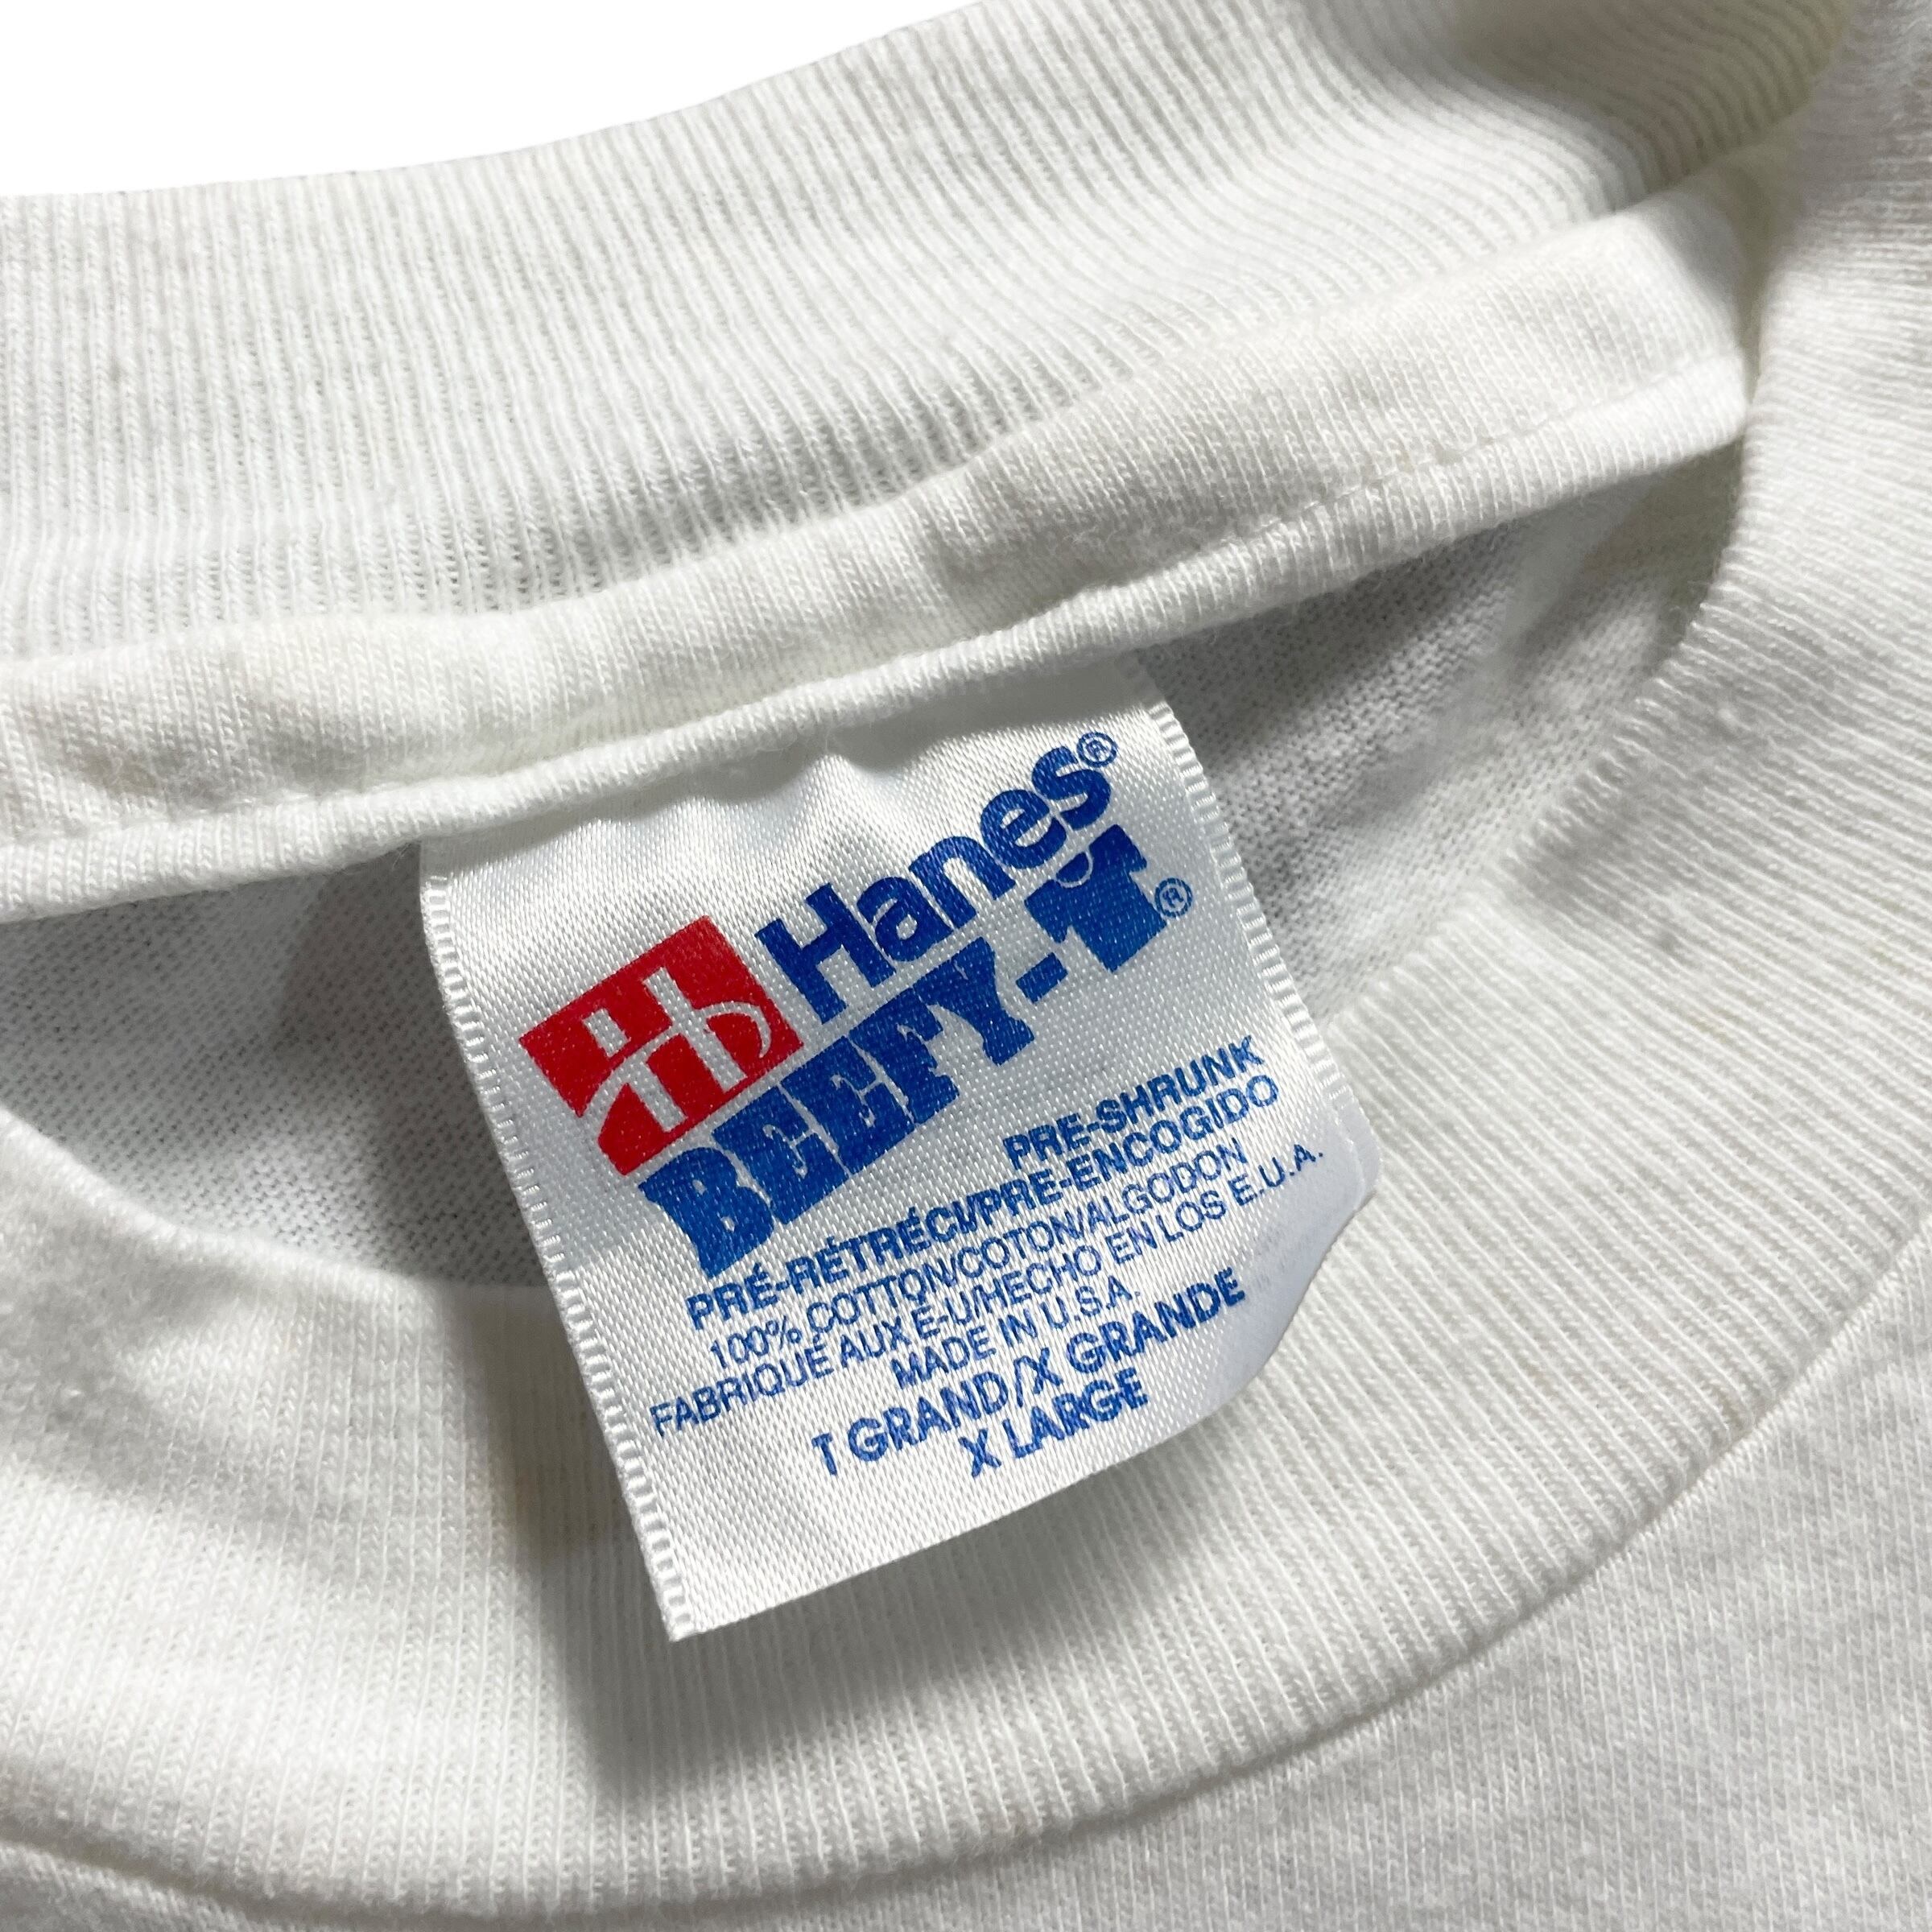 Hanes®
BEEFY-T®
PRE-SHRUNK
PRÉ-RÉTRÉCI/PRE-ENCOGIDO
100% COTTON/COTON/ALGODON
FABRIQUÉ AUX E-U/HECHO EN LOS E.U.A.
MADE IN U.S.A.
T GRAND/X GRANDE
X LARGE